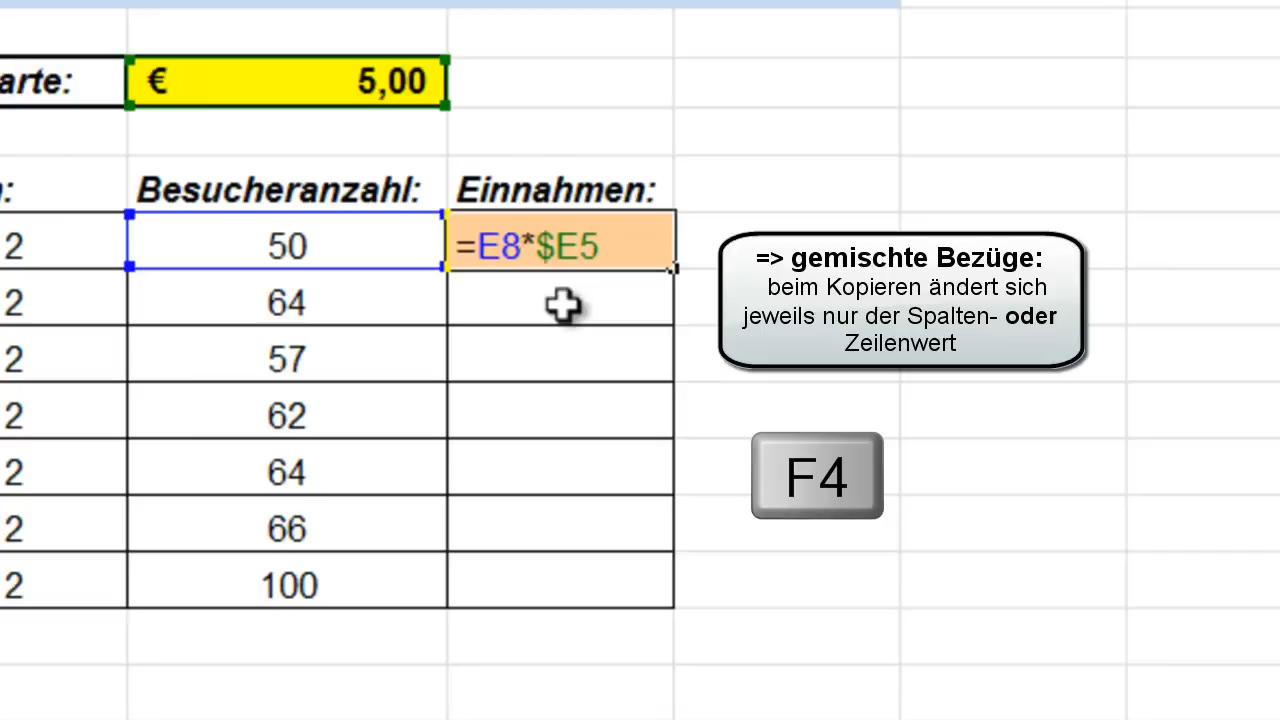 arte: € 5,00
: Besucheranzahl: Einnahmen:
2 50 =E8*$E5
2 64
2 57
2 62
2 64
2 66
2 100
=> gemischte Bezüge:
beim Kopieren ändert sich
jeweils nur der Spalten- oder
Zeilenwert
F4